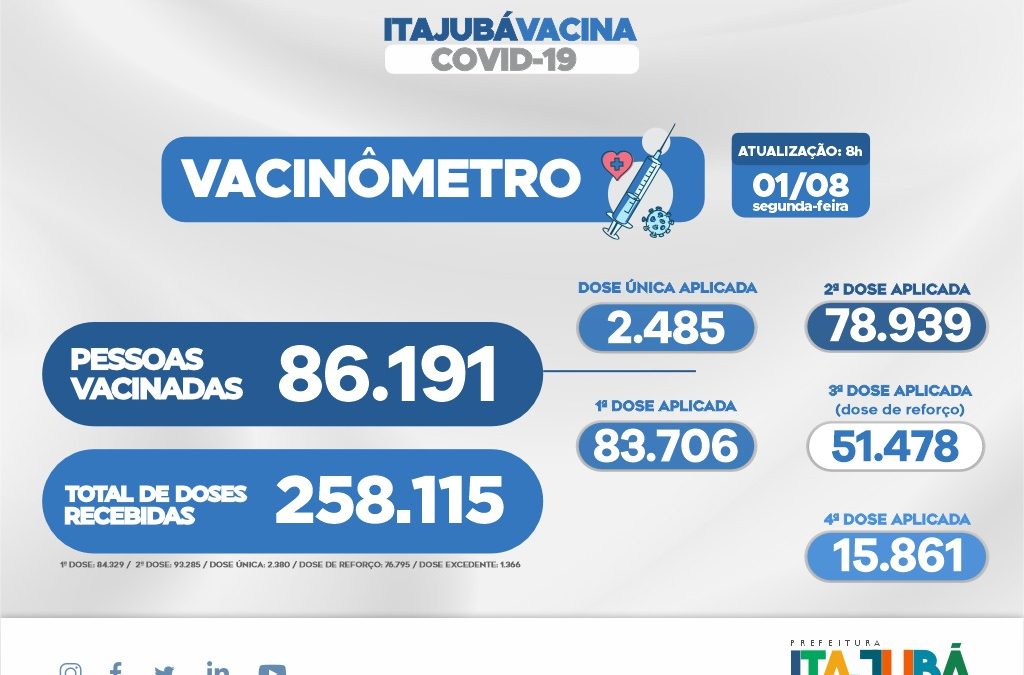 ITAJUBÁVACINA
COVID-19
VACINÔMETRO
ATUALIZAÇÃO: 8h
01/08
segunda-feira
DOSE ÚNICA APLICADA
2.485
2ª DOSE APLICADA
78.939
PESSOAS
VACINADAS
86.191
1ª DOSE APLICADA
83.706
3ª DOSE APLICADA
(dose de reforço)
51.478
TOTAL DE DOSES
RECEBIDAS
258.115
4ª DOSE APLICADA
15.861
1ª DOSE: 84.329 / 2ª DOSE: 93.285 / DOSE ÚNICA: 2.380 / DOSE DE REFORÇO: 76.795 / DOSE EXCEDENTE: 1.366
PREFEITURA
ITAJUBÁ